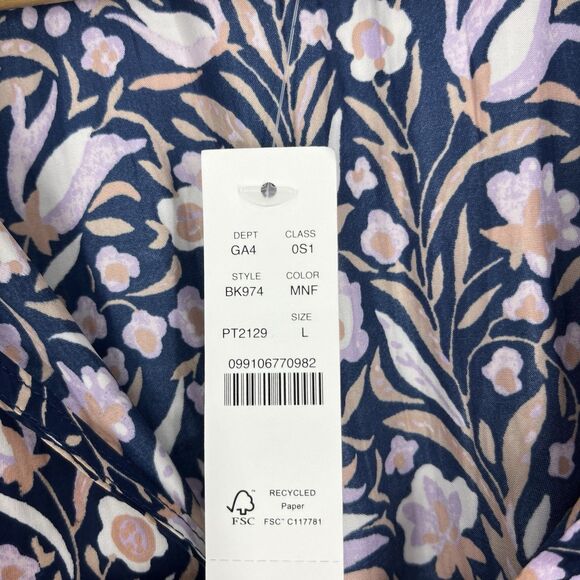 DEPT CLASS
GA4 0S1
STYLE COLOR
BK974 MNF
SIZE
PT2129 L
099106770982
RECYCLED
Paper
FSC FSC™ C117781